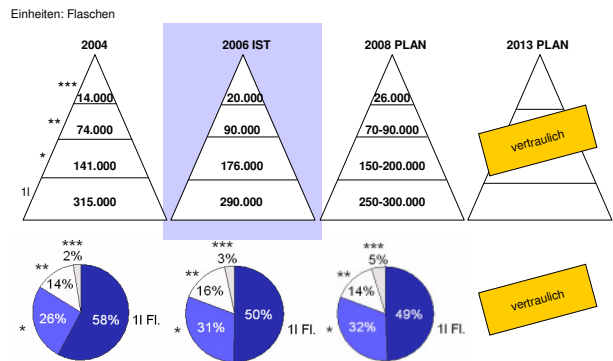 Einheiten: Flaschen
2004 2006 IST 2008 PLAN 2013 PLAN
*** 14.000 20.000 26.000
** 74.000 90.000 70-90.000 vertraulich
* 141.000 176.000 150-200.000
1l 315.000 290.000 250-300.000
*** *** ***
2% 3% 5%
** 14% ** 16% ** 14%
26% 58% 1l Fl. 31% 50% 1l Fl. 32% 49% 1l Fl. vertraulich
* * *